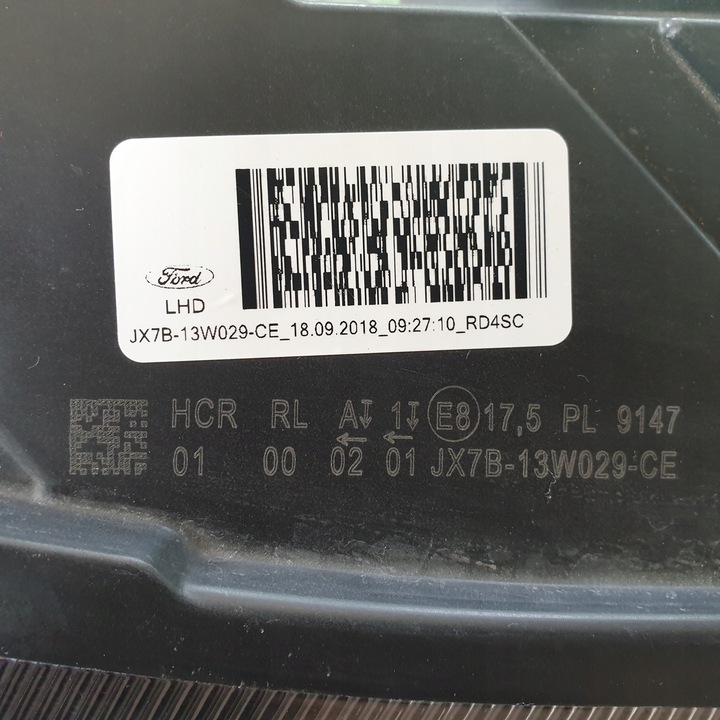 Ford
LHD
JX7B-13W029-CE_18.09.2018_09:27:10_RD4SC
HCR RL A 1 E8 17,5 PL 9147
01 00 02 01 JX7B-13W029-CE